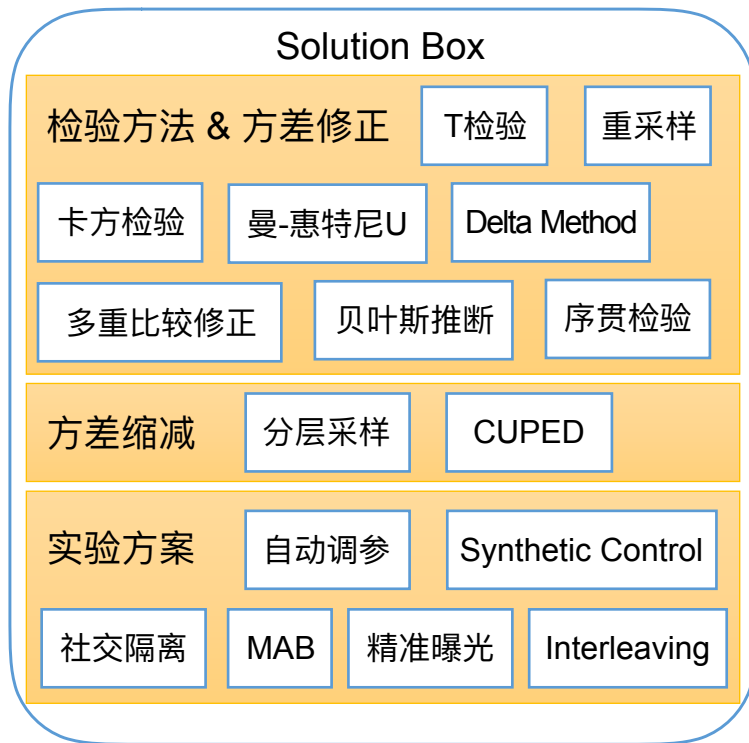 Solution Box
检验方法 & 方差修正 T检验 重采样
卡方检验 曼-惠特尼U Delta Method
多重比较修正 贝叶斯推断 序贯检验
方差缩减 分层采样 CUPED
实验方案 自动调参 Synthetic Control
社交隔离 MAB 精准曝光 Interleaving